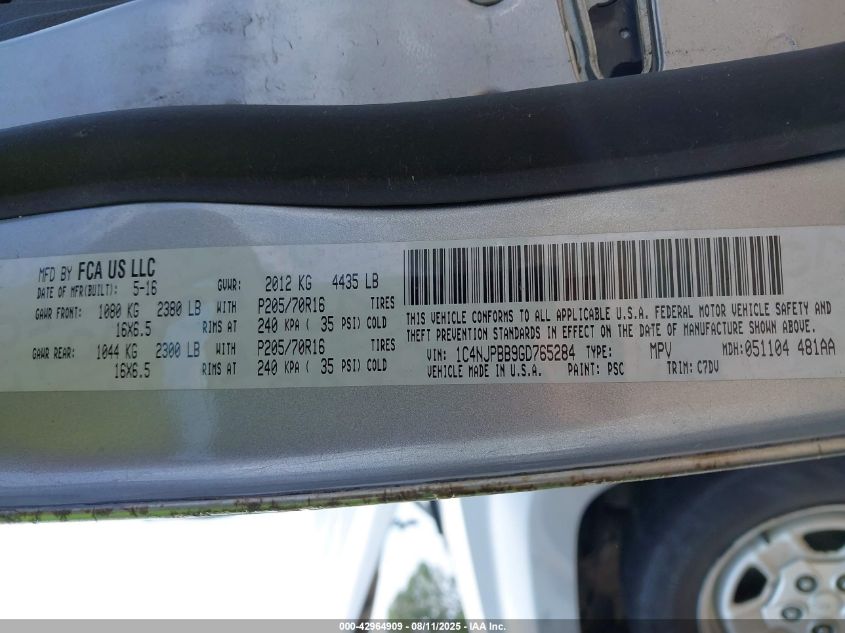 MFD BY FCA US LLC
DATE OF MFR(BUILT): 5-16 GVWR: 2012 KG 4435 LB
GAWR FRONT: 1080 KG 2380 LB WITH P205/70R16 TIRES
16X6.5 RIMS AT 240 KPA ( 35 PSI) COLD
GAWR REAR: 1044 KG 2300 LB WITH P205/70R16 TIRES
16X6.5 RIMS AT 240 KPA ( 35 PSI) COLD
THIS VEHICLE CONFORMS TO ALL APPLICABLE U.S.A. FEDERAL MOTOR VEHICLE SAFETY AND
THEFT PREVENTION STANDARDS IN EFFECT ON THE DATE OF MANUFACTURE SHOWN ABOVE.
VIN: 1C4NJPBB9GD765284 TYPE: MPV MDH:051104 481AA
VEHICLE MADE IN U.S.A. PAINT: PSC TRIM: C7DV
000-42964909 - 08/11/2025 - IAA Inc.